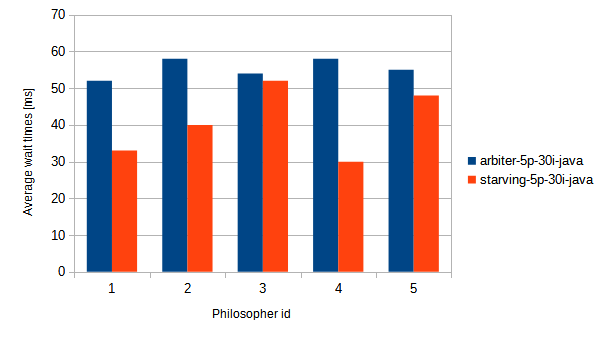 70
60
50
40
30
20
10
0
Average wait times [ms]
1 2 3 4 5
Philosopher id
arbiter-5p-30i-java
starving-5p-30i-java